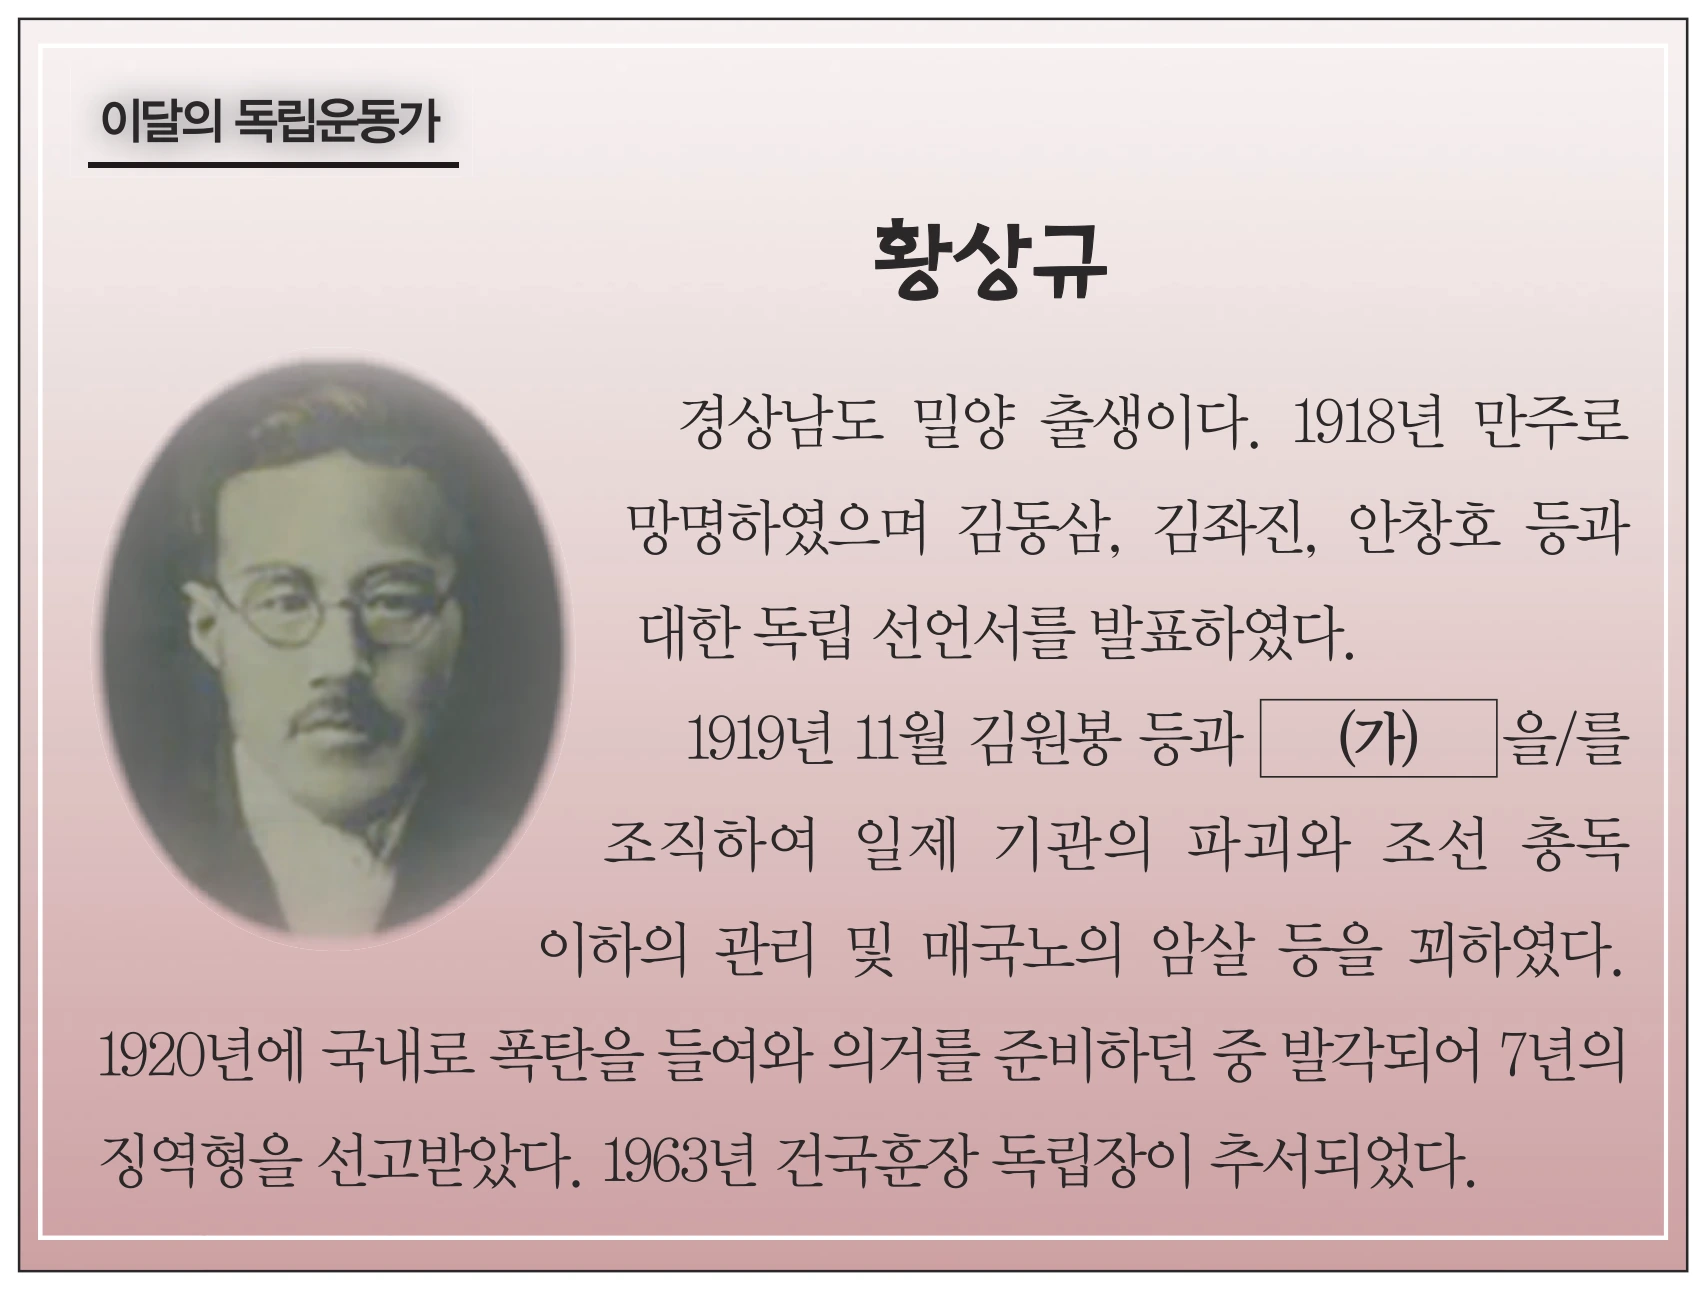 이달의 독립운동가
황상규
경상남도 밀양 출생이다. 1918년 만주로
망명하였으며 김동삼, 김좌진, 안창호 등과
대한 독립 선언서를 발표하였다.
1919년 11월 김원봉 등과 (가) 을/를
조직하여 일제 기관의 파괴와 조선 총독
이하의 관리 및 매국노의 암살 등을 꾀하였다.
1920년에 국내로 폭탄을 들여와 의거를 준비하던 중 발각되어 7년의
징역형을 선고받았다. 1963년 건국훈장 독립장이 추서되었다.